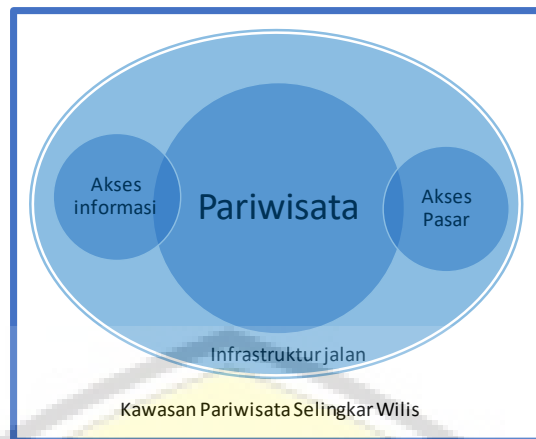 Akses
informasi
Pariwisata
Akses
Pasar
Infrastruktur jalan
Kawasan Pariwisata Selingkar Wilis